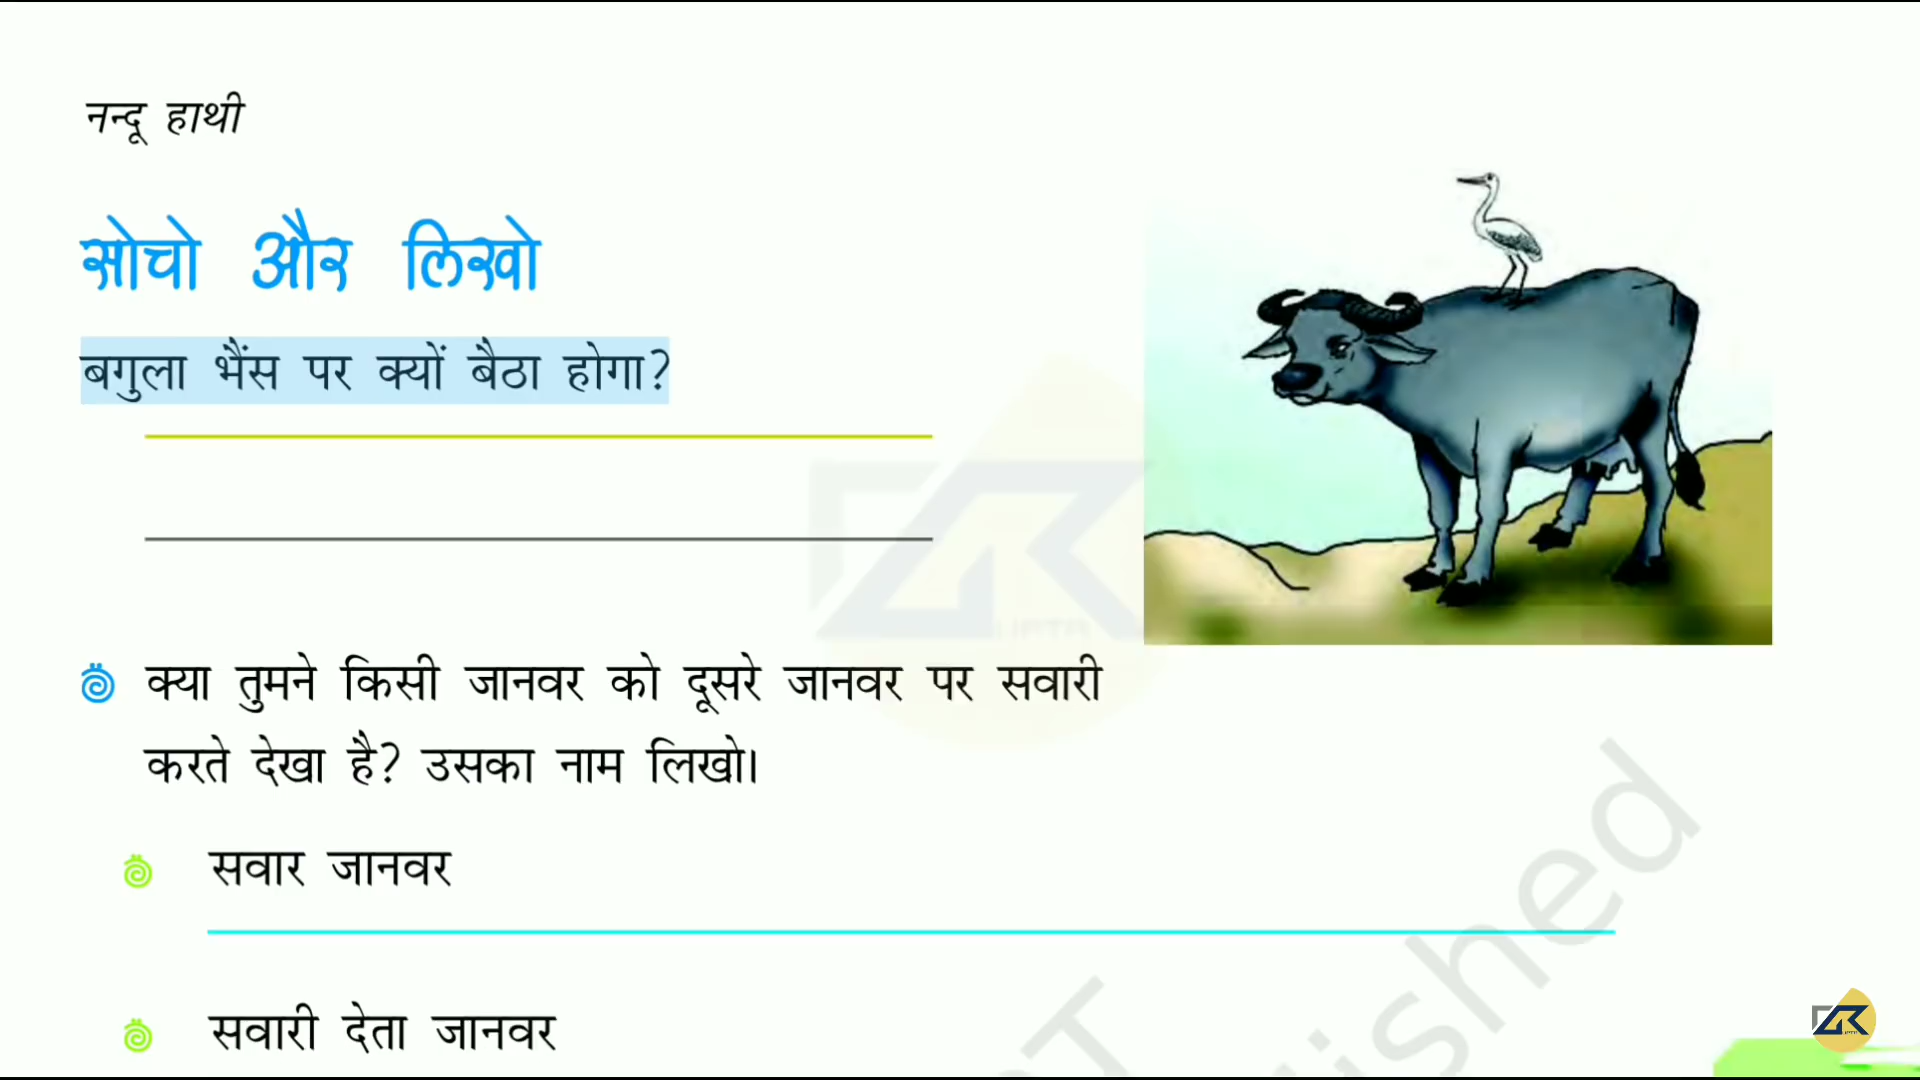 नन्दू हाथी
सोचो और लिखो
बगुला भैंस पर क्यों बैठा होगा?
क्या तुमने किसी जानवर को दूसरे जानवर पर सवारी
करते देखा है? उसका नाम लिखो।
सवार जानवर
सवारी देता जानवर